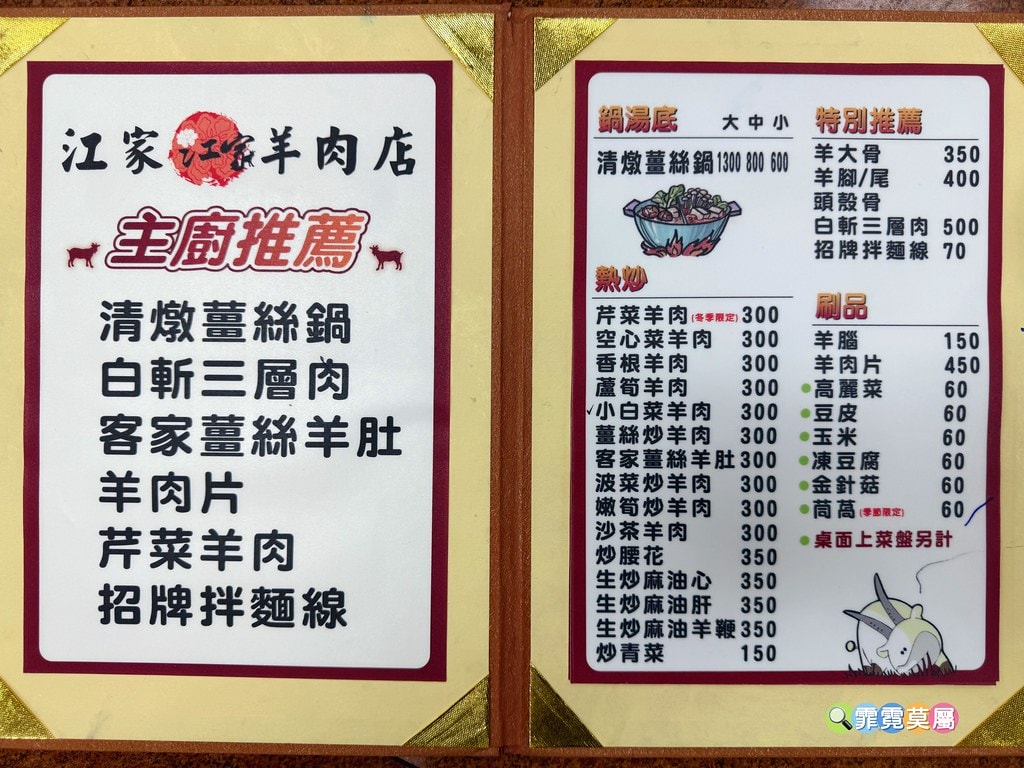 江家江家羊肉店
主廚推薦
清燉薑絲鍋
白斬三層肉
客家薑絲羊肚
羊肉片
芹菜羊肉
招牌拌麵線
鍋湯底 大 中 小
清燉薑絲鍋 1300 800 600
熱炒
芹菜羊肉(冬季限定) 300
空心菜羊肉 300
香根羊肉 300
蘆筍羊肉 300
小白菜羊肉 300
薑絲炒羊肉 300
客家薑絲羊肚 300
波菜炒羊肉 300
嫩筍炒羊肉 300
沙茶羊肉 300
炒腰花 350
生炒麻油心 350
生炒麻油肝 350
生炒麻油羊鞭 350
炒青菜 150
特別推薦
羊大骨 350
羊腳/尾 400
頭殼骨
白斬三層肉 500
招牌拌麵線 70
刷品
羊腦 150
羊肉片 450
高麗菜 60
豆皮 60
玉米 60
凍豆腐 60
金針菇 60
茼萵(季節限定) 60
桌面上菜盤另計
霏霓莫屬